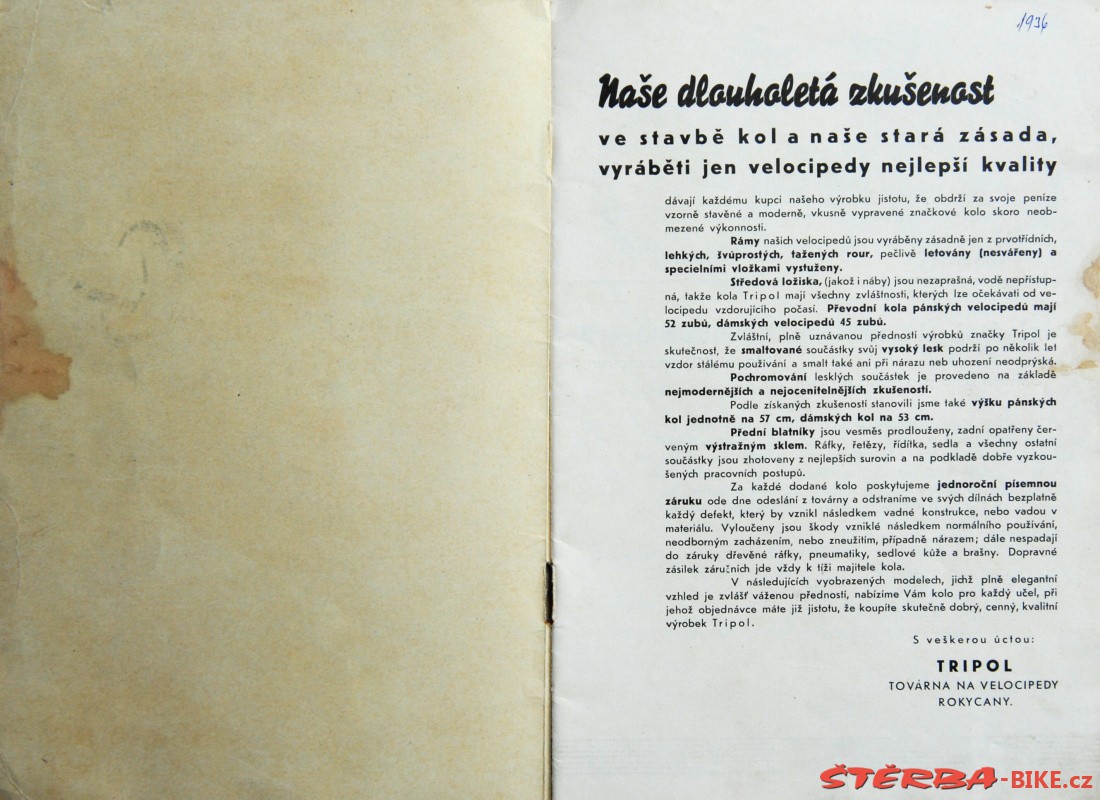 1936
Naše dlouholetá zkušenost
ve stavbě kol a naše stará zásada,
vyráběti jen velocipedy nejlepší kvality
dávají každému kupci našeho výrobku jistotu, že obdrží za svoje peníze
vzorně stavěné a moderně, vkusně vypravené značkové kolo skoro neob-
mezené výkonnosti.
Rámy našich velocipedů jsou vyráběny zásadně jen z prvotřídních,
lehkých, švúprostých, tažených rour, pečlivě letovány (nesvářeny) a
specielními vložkami vystuženy.
Středová ložiska, (jakož i náby) jsou nezaprašná, vodě nepřístup-
ná, takže kola Tripol mají všechny zvláštnosti, kterých lze očekávati od ve-
locipedu vzdorujícího počasí. Převodní kola pánských velocipedů mají
52 zubů, dámských velocipedů 45 zubů.
Zvláštní, plně uznávanou předností výrobků značky Tripol je
skutečnost, že smaltované součástky svůj vysoký lesk podrží po několik let
vzdor stálému používání a smalt také ani při nárazu neb uhození neodprýská.
Pochromování lesklých součástek je provedeno na základě
nejmodernějších a nejocenitelnějších zkušeností.
Podle získaných zkušeností stanovili jsme také výšku pánských
kol jednotně na 57 cm, dámských kol na 53 cm.
Přední blatníky jsou vesměs prodlouženy, zadní opatřeny čer-
veným výstražným sklem. Ráfky, řetězy, řídítka, sedla a všechny ostatní
součástky jsou zhotoveny z nejlepších surovin a na podkladě dobře vyzkou-
šených pracovních postupů.
Za každé dodané kolo poskytujeme jednoroční písemnou
záruku ode dne odeslání z továrny a odstraníme ve svých dílnách bezplatně
každý defekt, který by vznikl následkem vadné konstrukce, nebo vadou v
materiálu. Vyloučeny jsou škody vzniklé následkem normálního používání,
neodborným zacházením, nebo zneužitím, případně nárazem; dále nespadají
do záruky dřevěné ráfky, pneumatiky, sedlové kůže a brašny. Dopravné
zásilek záručních jde vždy k tíži majitele kola.
V následujících vyobrazených modelech, jichž plně elegantní
vzhled je zvlášť váženou předností, nabízíme Vám kolo pro každý učel, při
jehož objednávce máte již jistotu, že koupíte skutečně dobrý, cenný, kvalitní
výrobek Tripol.
S veškerou úctou:
TRIPOL
TOVÁRNA NA VELOCIPEDY
ROKYCANY.
ŠTĚRBA-BIKE.cz